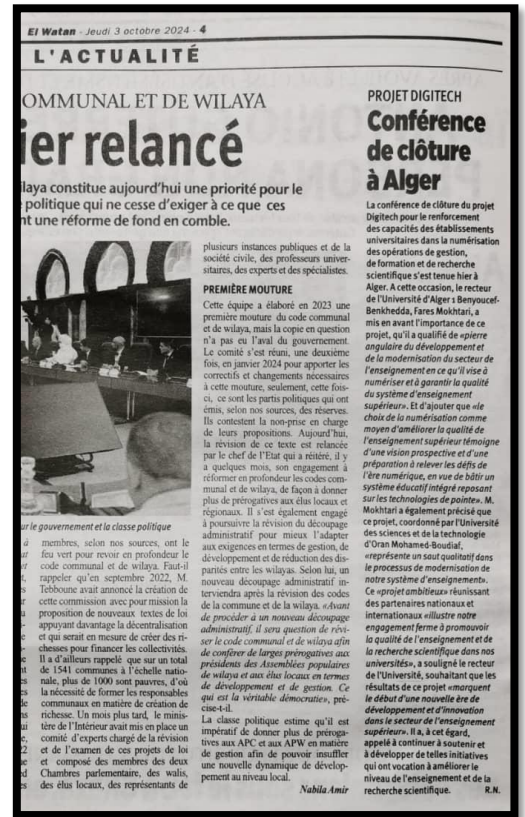 El Watan - Jeudi 3 octobre 2024 - 4
L'ACTUALITÉ
OMMUNAL ET DE WILAYA
ier relancé
ilaya constitue aujourd'hui une priorité pour le
politique qui ne cesse d'exiger à ce que ces
nt une réforme de fond en comble.
ur le gouvernement et la classe politique
membres, selon nos sources, ont le
feu vert pour revoir en profondeur le
code communal et de wilaya. Faut-il
rappeler qu'en septembre 2022, M.
Tebboune avait annoncé la création de
cette commission avec pour mission la
proposition de nouveaux textes de loi
appuyant davantage la décentralisation
et qui serait en mesure de créer des ri-
chesses pour financer les collectivités.
Il a d'ailleurs rappelé que sur un total
de 1541 communes à l'échelle natio-
nale, plus de 1000 sont pauvres, d'où
la nécessité de former les responsables
communaux en matière de création de
richesse. Un mois plus tard, le minis-
tère de l'Intérieur avait mis en place un
comité d'experts chargé de la révision
et de l'examen de ces projets de loi
et composé des membres des deux
Chambres parlementaire, des walis,
des élus locaux, des représentants de
plusieurs instances publiques et de la
société civile, des professeurs univer-
sitaires, des experts et des spécialistes.
PREMIÈRE MOUTURE
Cette équipe a élaboré en 2023 une
première mouture du code communal
et de wilaya, mais la copie en question
n'a pas eu l'aval du gouvernement.
Le comité s'est réuni, une deuxième
fois, en janvier 2024 pour apporter les
correctifs et changements nécessaires
à cette mouture, seulement, cette fois-
ci, ce sont les partis politiques qui ont
émis, selon nos sources, des réserves.
Ils contestent la non-prise en charge
de leurs propositions. Aujourd'hui,
la révision de ce texte est relancée
par le chef de l'Etat qui a réitéré, il y
a quelques mois, son engagement à
réformer en profondeur les codes com-
munal et de wilaya, de façon à donner
plus de prérogatives aux élus locaux et
régionaux. Il s'est également engagé
à poursuivre la révision du découpage
administratif pour mieux l'adapter
aux exigences en termes de gestion, de
développement et de réduction des dis-
parités entre les wilayas. Selon lui, un
nouveau découpage administratif in-
terviendra après la révision des codes
de la commune et de la wilaya. «Avant
de procéder à un nouveau découpage
administratif, il sera question de révi-
ser le code communal et de wilaya afin
de conférer de larges prérogatives aux
présidents des Assemblées populaires
de wilaya et aux élus locaux en termes
de développement et de gestion. Ce
qui est la véritable démocratie», pré-
cise-t-il.
La classe politique estime qu'il est
impératif de donner plus de préroga-
tives aux APC et aux APW en matière
de gestion afin de pouvoir insuffler
une nouvelle dynamique de dévelop-
pement au niveau local.
Nabila Amir
PROJET DIGITECH
Conférence
de clôture
à Alger
La conférence de clôture du projet
Digitech pour le renforcement
des capacités des établissements
universitaires dans la numérisation
des opérations de gestion,
de formation et de recherche
scientifique s'est tenue hier à
Alger. A cette occasion, le recteur
de l'Université d'Alger 1 Benyoucef-
Benkhedda, Fares Mokhtari, a
mis en avant l'importance de ce
projet, qu'il a qualifié de «pierre
angulaire du développement et
de la modernisation du secteur de
l'enseignement en ce qu'il vise à
numériser et à garantir la qualité
du système d'enseignement
supérieur». Et d'ajouter que «le
choix de la numérisation comme
moyen d'améliorer la qualité de
l'enseignement supérieur témoigne
d'une vision prospective et d'une
préparation à relever les défis de
l'ère numérique, en vue de bâtir un
système éducatif intégré reposant
sur les technologies de pointe». M.
Mokhtari a également précisé que
ce projet, coordonné par l'Université
des sciences et de la technologie
d'Oran Mohamed-Boudiaf,
«représente un saut qualitatif dans
le processus de modernisation de
notre système d'enseignement».
Ce «projet ambitieux» réunissant
des partenaires nationaux et
internationaux «illustre notre
engagement ferme à promouvoir
la qualité de l'enseignement et de
la recherche scientifique dans nos
universités», a souligné le recteur
de l'Université, souhaitant que les
résultats de ce projet «marquent
le début d'une nouvelle ère de
développement et d'innovation
dans le secteur de l'enseignement
supérieur». Il a, à cet égard,
appelé à continuer à soutenir et
à développer de telles initiatives
qui ont vocation à améliorer le
niveau de l'enseignement et de la
recherche scientifique. R.N.